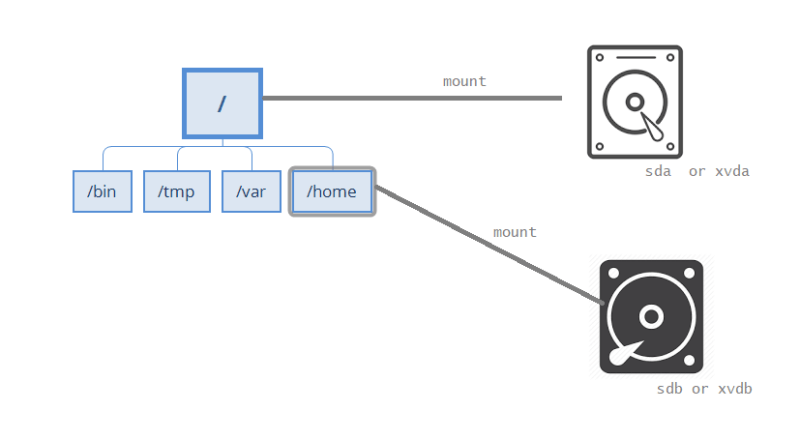 mount
/
sda or xvda
/bin /tmp /var /home
mount
sdb or xvdb